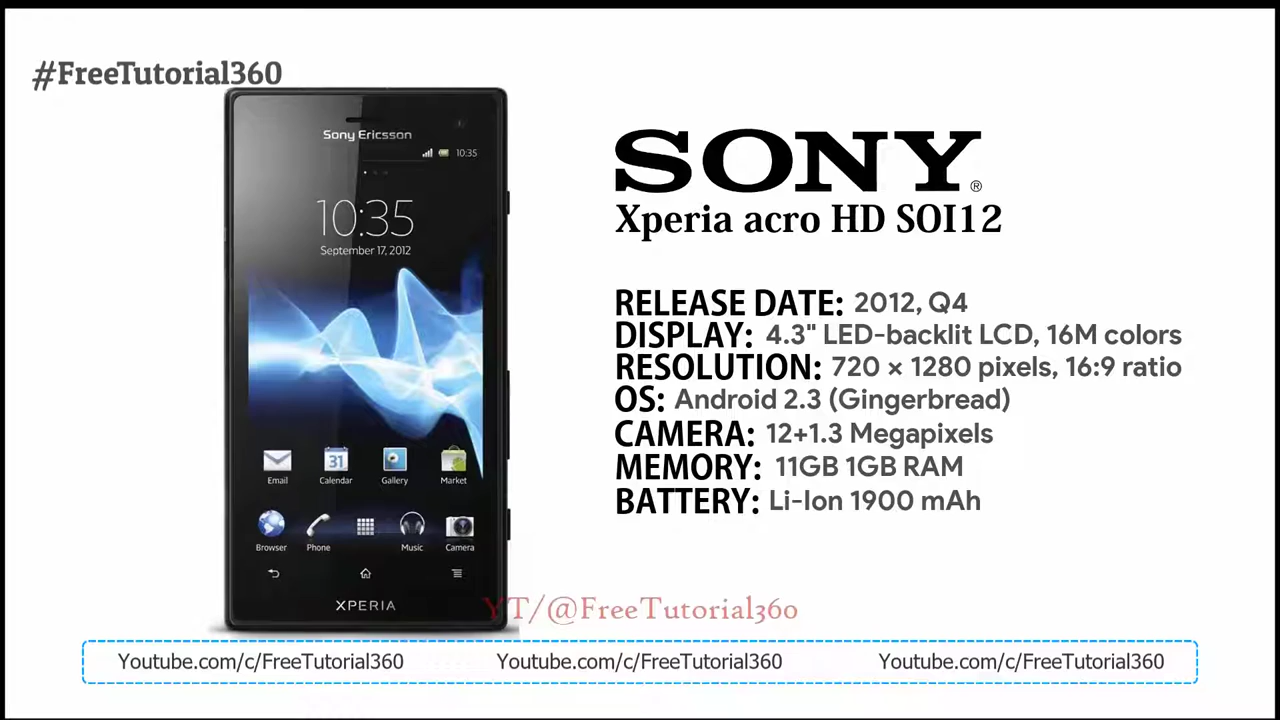 #FreeTutorial360
Sony Ericsson
10:35
10:35
September 17, 2012
31
Email Calendar Gallery Market
Browser Phone Music Camera
XPERIA
SONY®
Xperia acro HD SOI12
RELEASE DATE: 2012, Q4
DISPLAY: 4.3" LED-backlit LCD, 16M colors
RESOLUTION: 720 × 1280 pixels, 16:9 ratio
OS: Android 2.3 (Gingerbread)
CAMERA: 12+1.3 Megapixels
MEMORY: 11GB 1GB RAM
BATTERY: Li-Ion 1900 mAh
YT/@FreeTutorial360
Youtube.com/c/FreeTutorial360 Youtube.com/c/FreeTutorial360 Youtube.com/c/FreeTutorial360